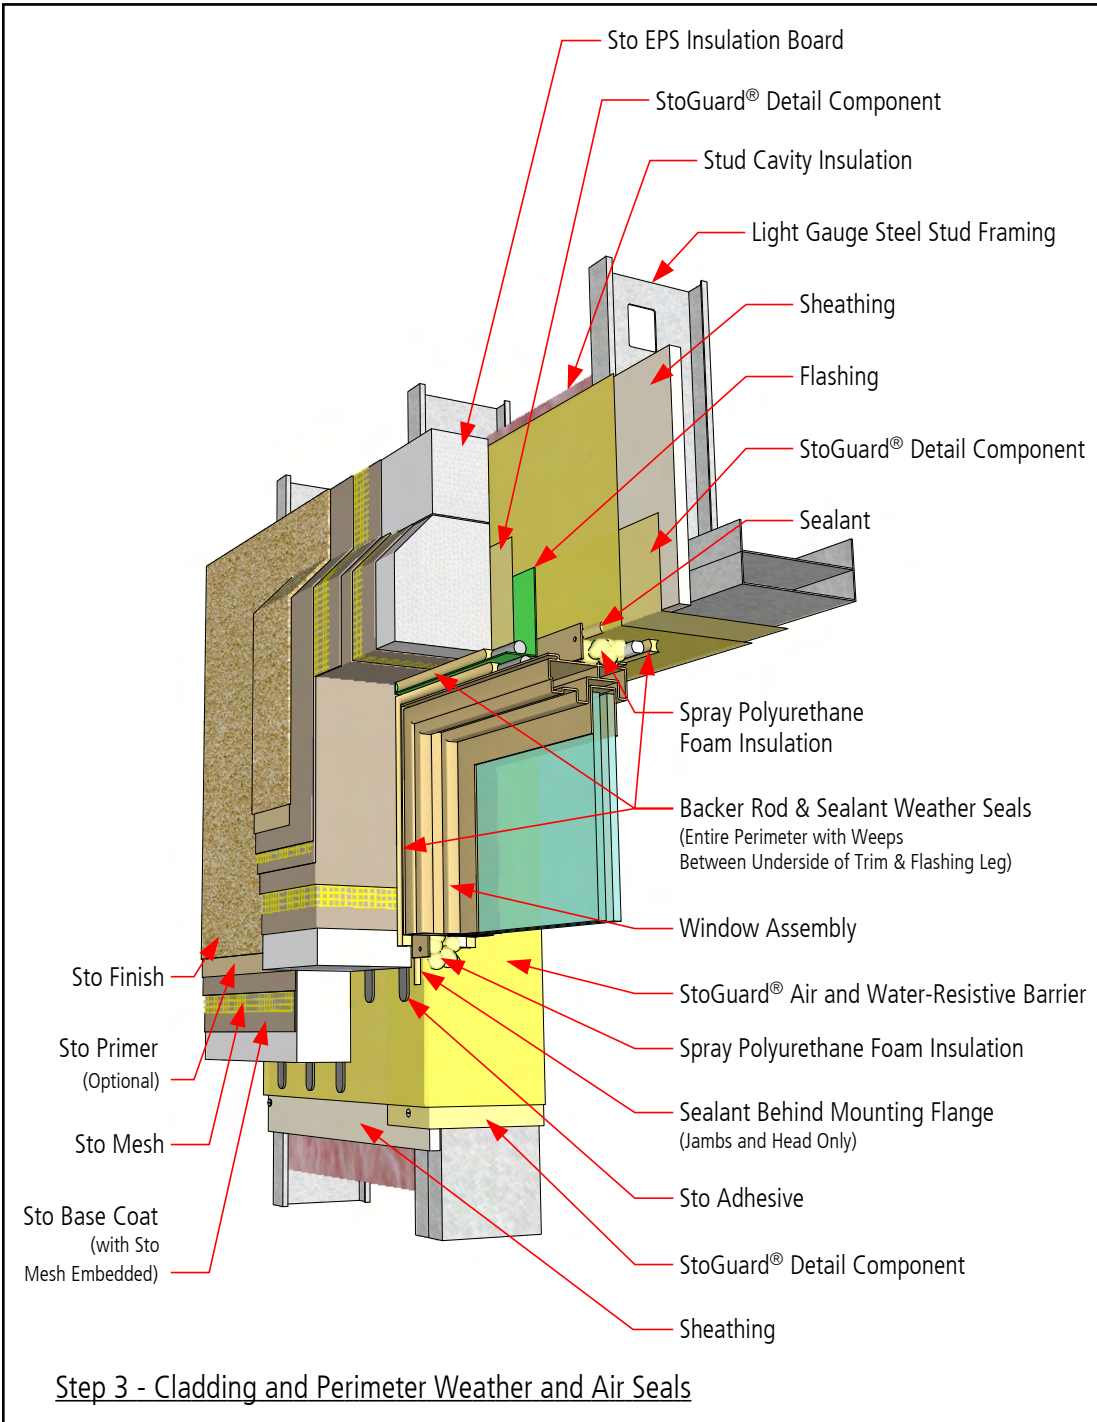 Sto EPS Insulation Board
StoGuard® Detail Component
Stud Cavity Insulation
Light Gauge Steel Stud Framing
Sheathing
Flashing
StoGuard® Detail Component
Sealant
Spray Polyurethane
Foam Insulation
Backer Rod & Sealant Weather Seals
(Entire Perimeter with Weeps
Between Underside of Trim & Flashing Leg)
Window Assembly
StoGuard® Air and Water-Resistive Barrier
Spray Polyurethane Foam Insulation
Sealant Behind Mounting Flange
(Jambs and Head Only)
Sto Adhesive
StoGuard® Detail Component
Sheathing
Sto Finish
Sto Primer
(Optional)
Sto Mesh
Sto Base Coat
(with Sto
Mesh Embedded)
Step 3 - Cladding and Perimeter Weather and Air Seals